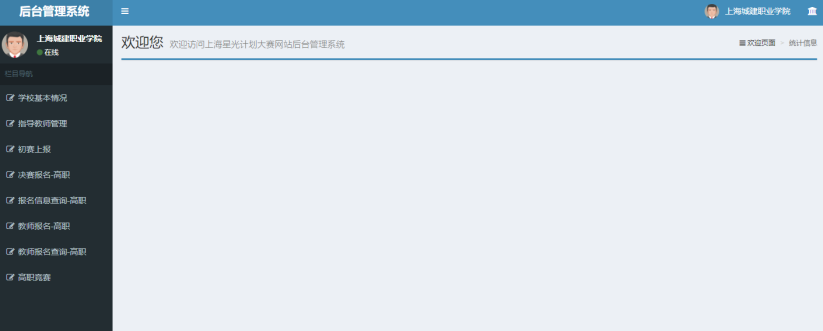 后台管理系统
上海城建职业学院
上海城建职业学院
在线
欢迎您 欢迎访问上海星光计划大赛网站后台管理系统
欢迎页面 > 统计信息
栏目导航
学校基本情况
指导教师管理
初赛上报
决赛报名-高职
报名信息查询-高职
教师报名-高职
教师报名查询-高职
高职竞赛